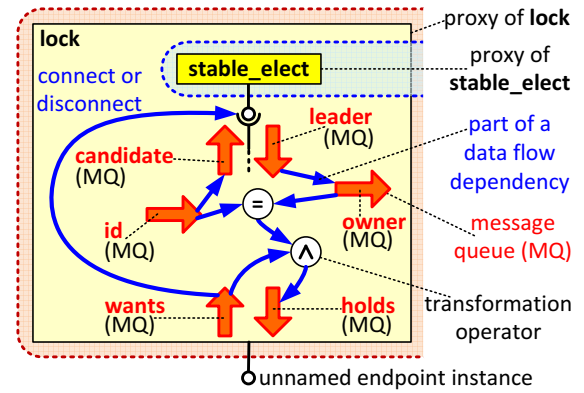 proxy of lock
lock
stable_elect
proxy of
stable_elect
connect or
disconnect
leader
(MQ)
candidate
(MQ)
part of a
data flow
dependency
=
id
(MQ)
owner
(MQ)
message
queue (MQ)
∧
wants
(MQ)
holds
(MQ)
transformation
operator
unnamed endpoint instance